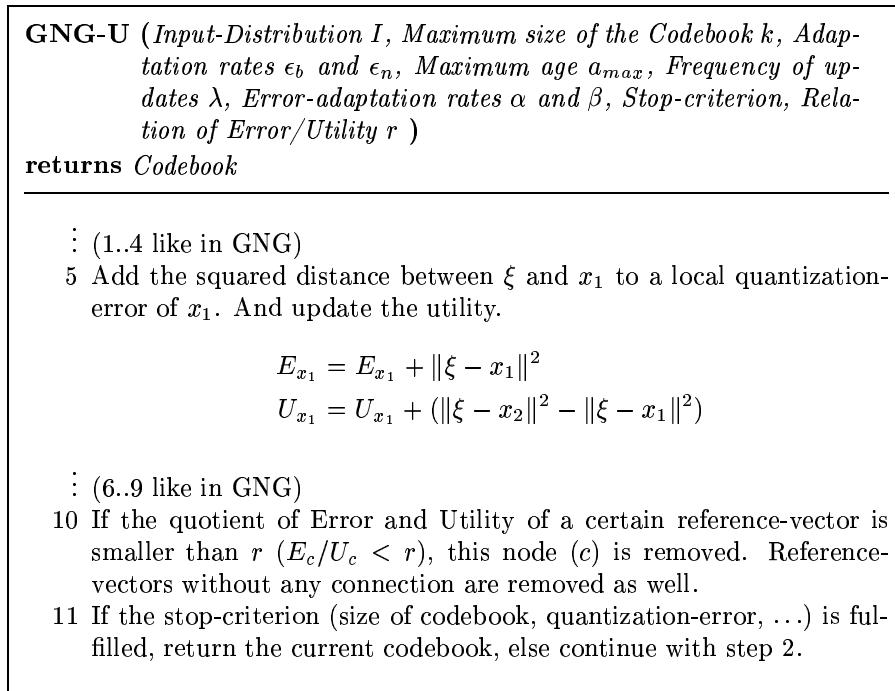 GNG-U (Input-Distribution I, Maximum size of the Codebook k, Adap-
tation rates ϵ_b and ϵ_n, Maximum age a_{max}, Frequency of up-
dates λ, Error-adaptation rates α and β, Stop-criterion, Rela-
tion of Error/Utility r )
returns Codebook
⋮ (1..4 like in GNG)
5 Add the squared distance between ξ and x_1 to a local quantization-
error of x_1. And update the utility.
E_{x_1} = E_{x_1} + ‖ξ − x_1‖^2
U_{x_1} = U_{x_1} + (‖ξ − x_2‖^2 − ‖ξ − x_1‖^2)
⋮ (6..9 like in GNG)
10 If the quotient of Error and Utility of a certain reference-vector is
smaller than r (E_c/U_c < r), this node (c) is removed. Reference-
vectors without any connection are removed as well.
11 If the stop-criterion (size of codebook, quantization-error, ...) is ful-
filled, return the current codebook, else continue with step 2.